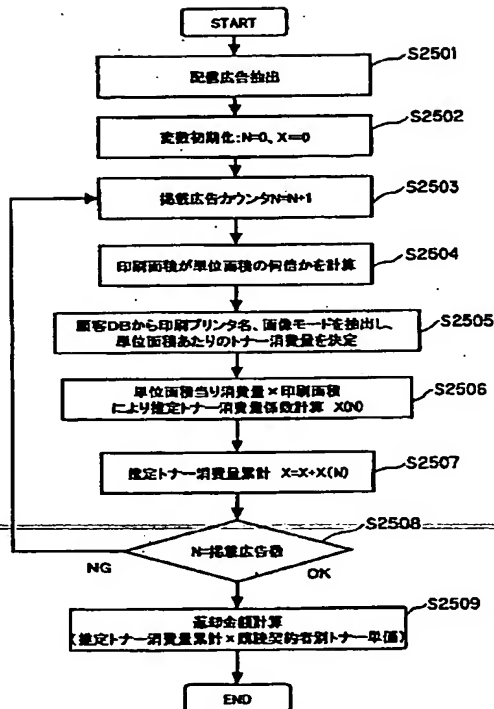 START
S2501
配信広告抽出
S2502
変数初期化:N=0、X=0
S2503
掲載広告カウンタN=N+1
S2504
印刷面積が単位面積の何倍かを計算
S2505
顧客DBから印刷プリンタ名、画像モードを抽出し、
単位面積あたりのトナー消費量を決定
S2506
単位面積当り消費量×印刷面積
により推定トナー消費量係数計算 X(N)
S2507
推定トナー消費量累計 X=X+X(N)
S2508
N=掲載広告数
NG
OK
S2509
金額計算
(推定トナー消費量累計×契約者別トナー単価)
END